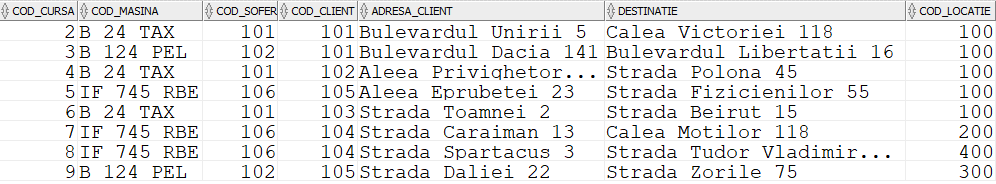 COD_CURSA COD_MASINA COD_SOFER COD_CLIENT ADRESA_CLIENT DESTINATIE COD_LOCATIE
2 B 24 TAX 101 101 Bulevardul Unirii 5 Calea Victoriei 118 100
3 B 124 PEL 102 101 Bulevardul Dacia 141 Bulevardul Libertatii 16 100
4 B 24 TAX 101 102 Aleea Privighetor... Strada Polona 45 100
5 IF 745 RBE 106 105 Aleea Eprubetei 23 Strada Fizicienilor 55 100
6 B 24 TAX 101 103 Strada Toamnei 2 Strada Beirut 15 100
7 IF 745 RBE 106 104 Strada Caraiman 13 Calea Motilor 118 200
8 IF 745 RBE 106 104 Strada Spartacus 3 Strada Tudor Vladimir... 400
9 B 124 PEL 102 105 Strada Daliei 22 Strada Zorile 75 300